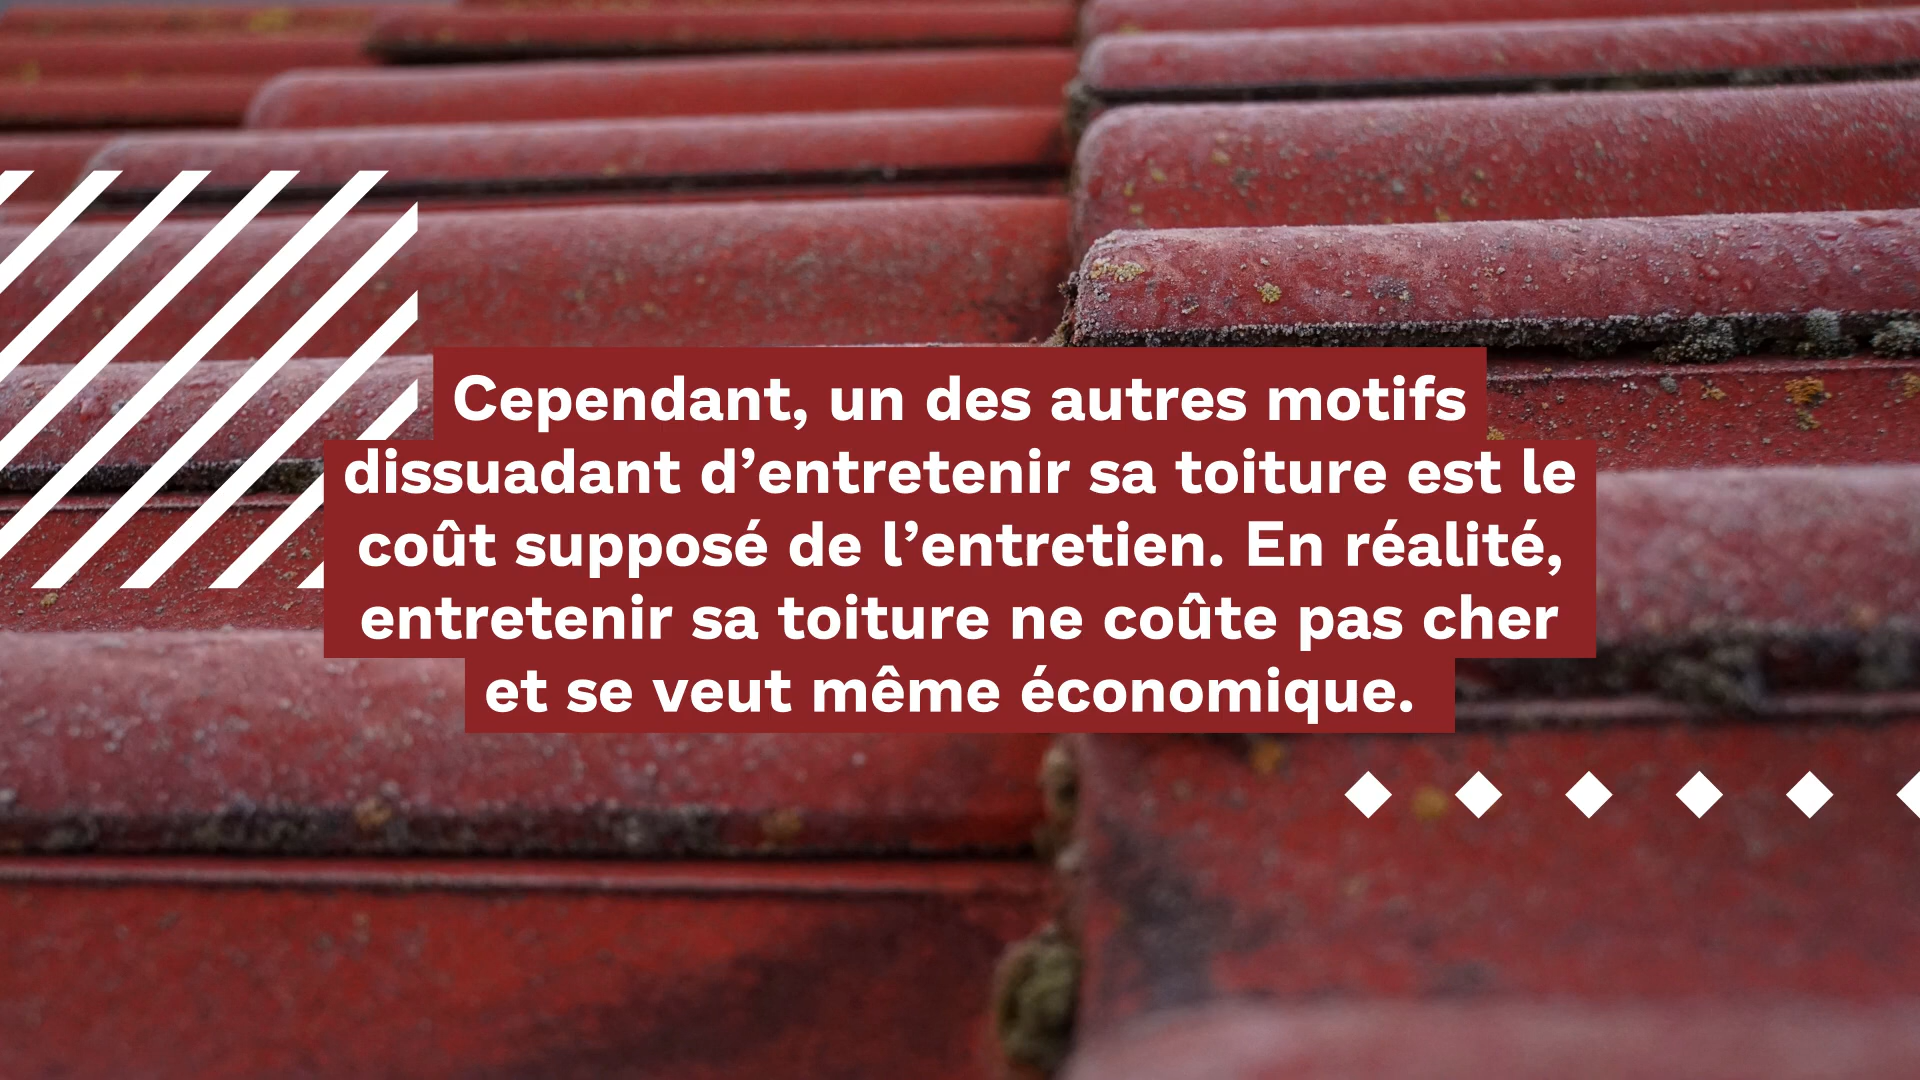 Cependant, un des autres motifs
dissuadant d’entretenir sa toiture est le
coût supposé de l’entretien. En réalité,
entretenir sa toiture ne coûte pas cher
et se veut même économique.